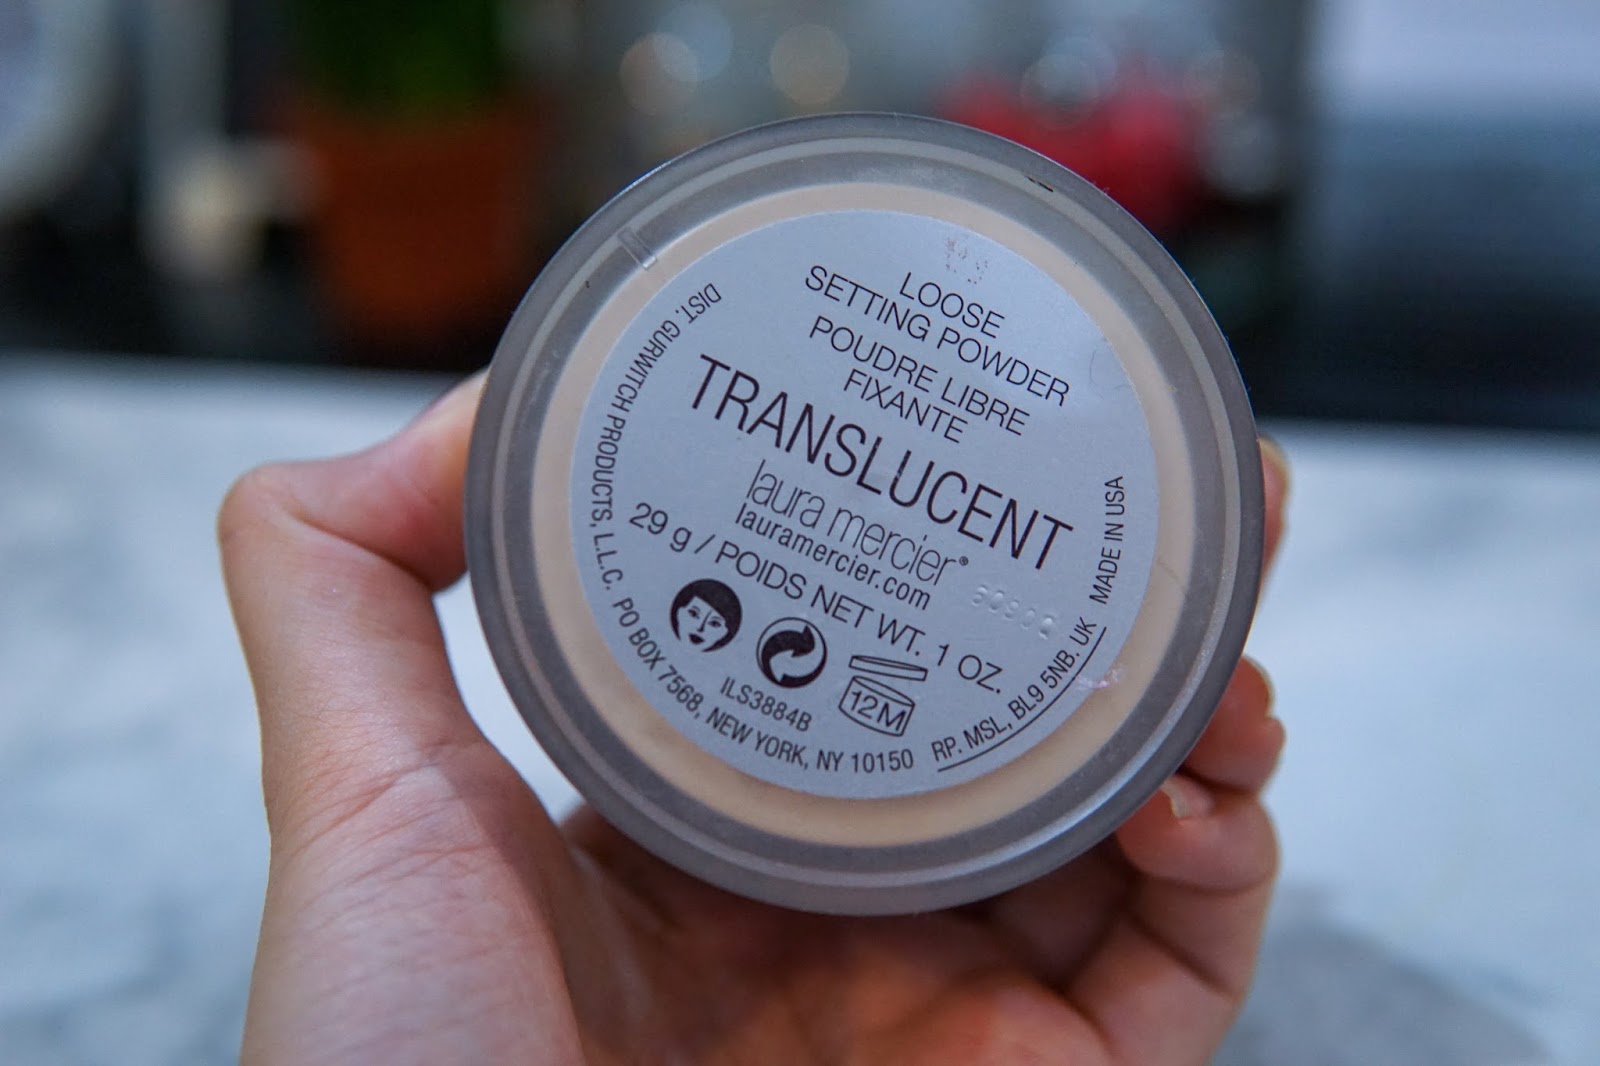 LOOSE
SETTING POWDER
POUDRE LIBRE
FIXANTE
TRANSLUCENT
laura mercier®
lauramercier.com
29 g / POIDS NET WT. 1 OZ.
12M
ILS3884B
DIST. GURWITCH PRODUCTS, L.L.C. PO BOX 7568, NEW YORK, NY 10150
RP. MSL, BL9 5NB. UK
MADE IN USA